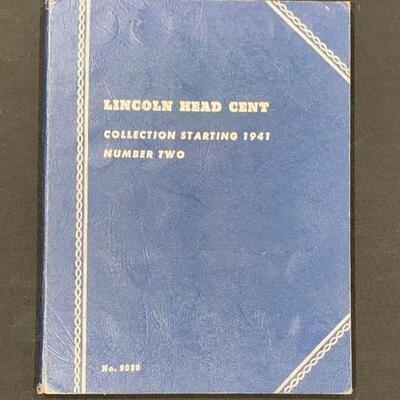 LINCOLN HEAD CENT
COLLECTION STARTING 1941
NUMBER TWO
No. 9030